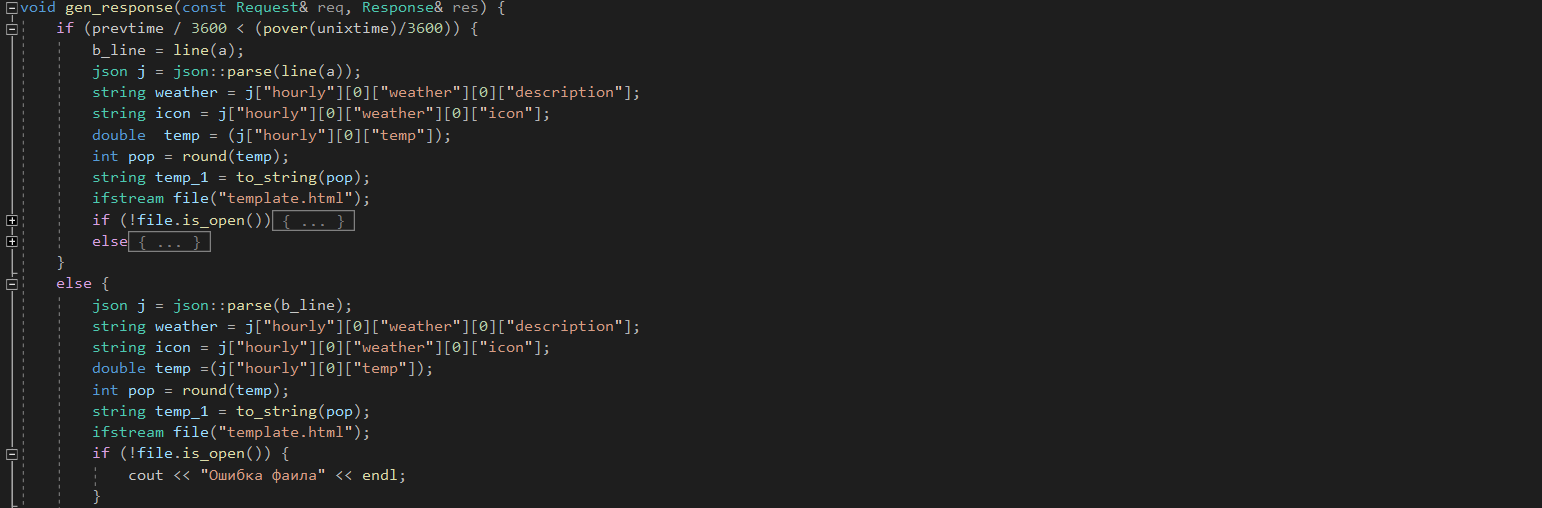 void gen_response(const Request& req, Response& res) {
    if (prevtime / 3600 < (pover(unixtime)/3600)) {
        b_line = line(a);
        json j = json::parse(line(a));
        string weather = j["hourly"][0]["weather"][0]["description"];
        string icon = j["hourly"][0]["weather"][0]["icon"];
        double  temp = (j["hourly"][0]["temp"]);
        int pop = round(temp);
        string temp_1 = to_string(pop);
        ifstream file("template.html");
        if (!file.is_open()){ ... }
        else{ ... }
    }
    else {
        json j = json::parse(b_line);
        string weather = j["hourly"][0]["weather"][0]["description"];
        string icon = j["hourly"][0]["weather"][0]["icon"];
        double temp =(j["hourly"][0]["temp"]);
        int pop = round(temp);
        string temp_1 = to_string(pop);
        ifstream file("template.html");
        if (!file.is_open()) {
            cout << "Ошибка фаила" << endl;
        }